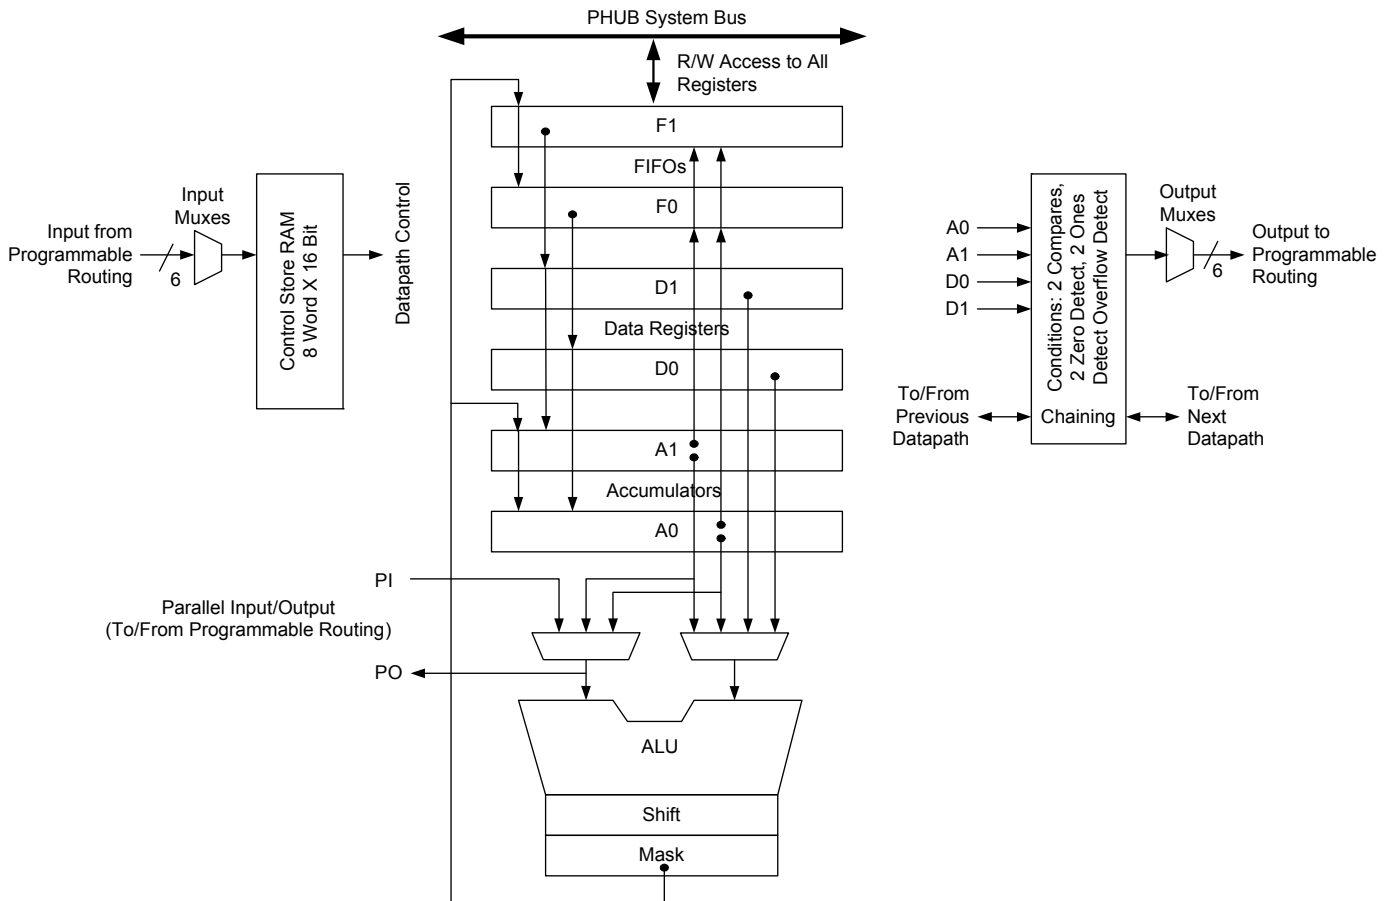 PHUB System Bus
R/W Access to All
Registers
F1
FIFOs
F0
D1
Data Registers
D0
A1
Accumulators
A0
Input from
Programmable
Routing
6
Input
Muxes
Control Store RAM
8 Word X 16 Bit
Datapath Control
A0
A1
D0
D1
Conditions: 2 Compares,
2 Zero Detect, 2 Ones
Detect Overflow Detect
Chaining
To/From
Previous
Datapath
To/From
Next
Datapath
Output
Muxes
6
Output to
Programmable
Routing
PI
Parallel Input/Output
(To/From Programmable Routing)
PO
ALU
Shift
Mask